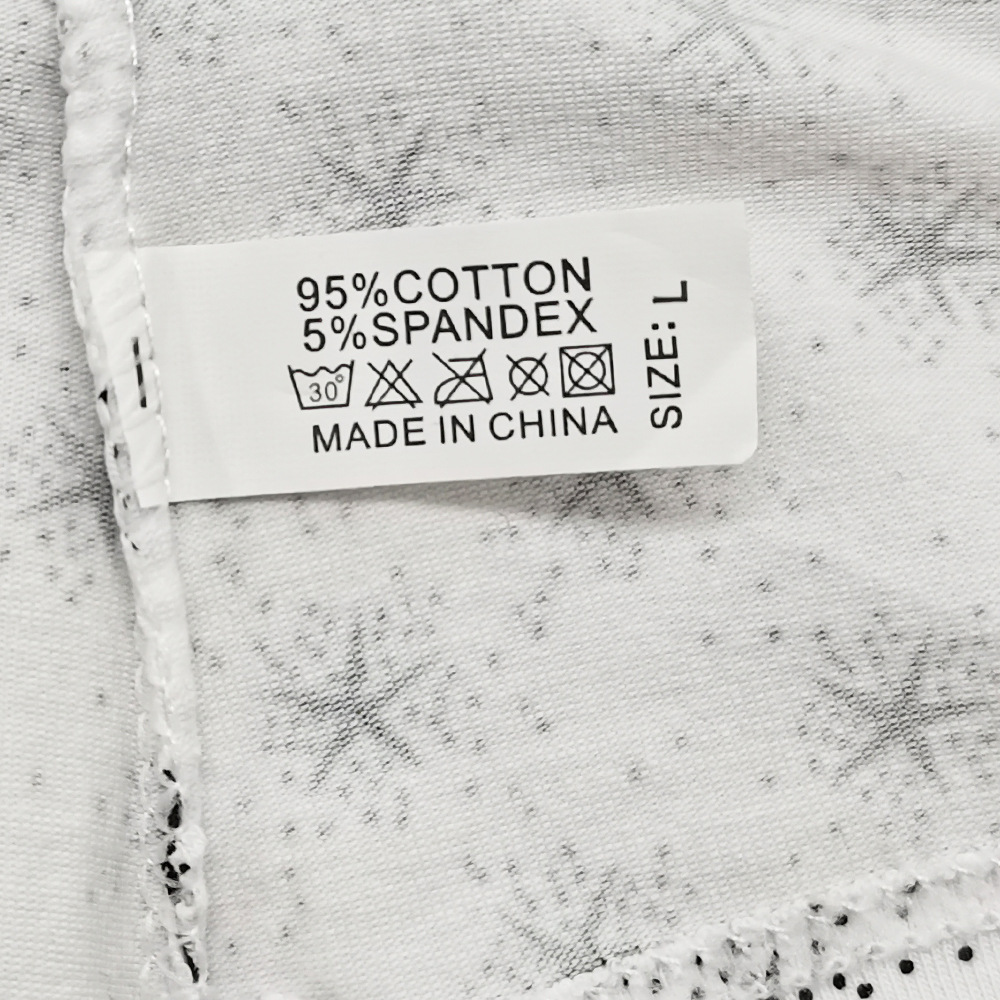 95%COTTON
5%SPANDEX
30°
MADE IN CHINA
SIZE: L